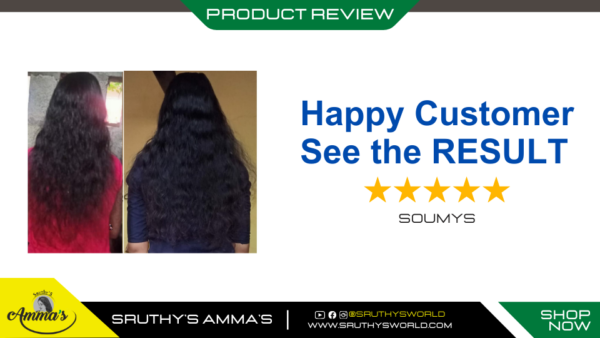 PRODUCT REVIEW
Happy Customer
See the RESULT
SOUMYS
Amma's
SRUTHY'S AMMA'S
@SRUTHYSWORLD
WWW.SRUTHYSWORLD.COM
SHOP
NOW